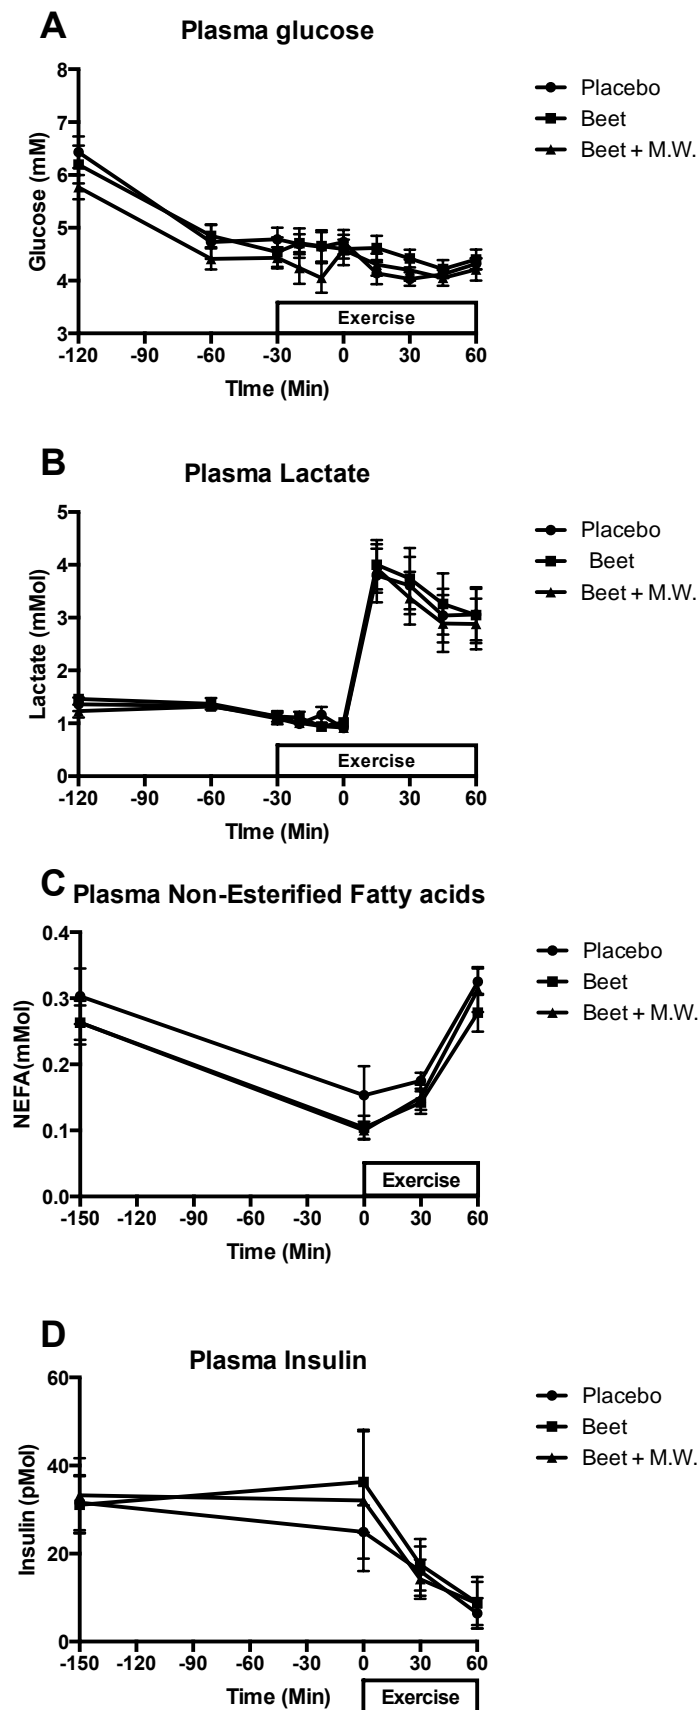 A
Plasma glucose
8
7
6
5
4
3
Glucose (mM)
Placebo
Beet
Beet + M.W.
Exercise
-120 -90 -60 -30 0 30 60
TIme (Min)
B
Plasma Lactate
5
4
3
2
1
0
Lactate (mMol)
Placebo
Beet
Beet + M.W.
Exercise
-120 -90 -60 -30 0 30 60
TIme (Min)
C
Plasma Non-Esterified Fatty acids
0.4
0.3
0.2
0.1
0.0
NEFA(mMol)
Placebo
Beet
Beet + M.W.
Exercise
-150 -120 -90 -60 -30 0 30 60
Time (Min)
D
Plasma Insulin
60
40
20
0
Insulin (pMol)
Placebo
Beet
Beet + M.W.
-150 -120 -90 -60 -30 0 30 60
Time (Min)
Exercise